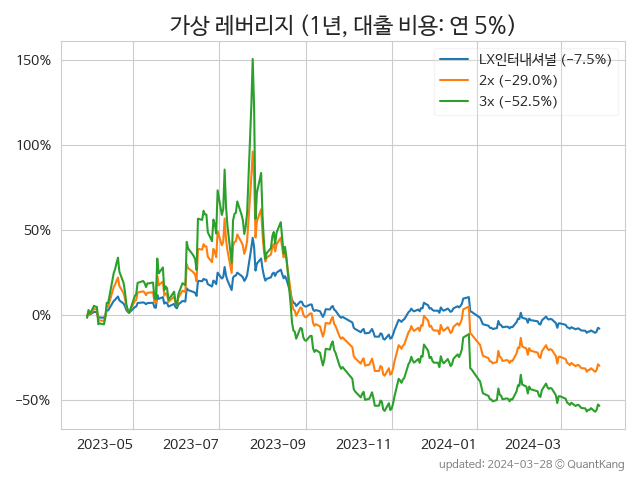 가상 레버리지 (1년, 대출 비용: 연 5%)
LX인터내셔널 (−7.5%)
2x (−29.0%)
3x (−52.5%)
150%
100%
50%
0%
−50%
2023−05 2023−07 2023−09 2023−11 2024−01 2024−03
updated: 2024−03−28 © QuantKang